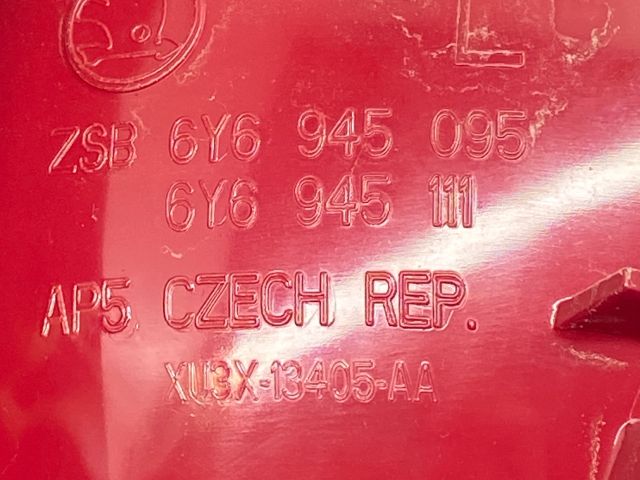 L
ZSB 6Y6 945 095
6Y6 945 111
AP5. CZECH REP.
XU3X-13405-AA